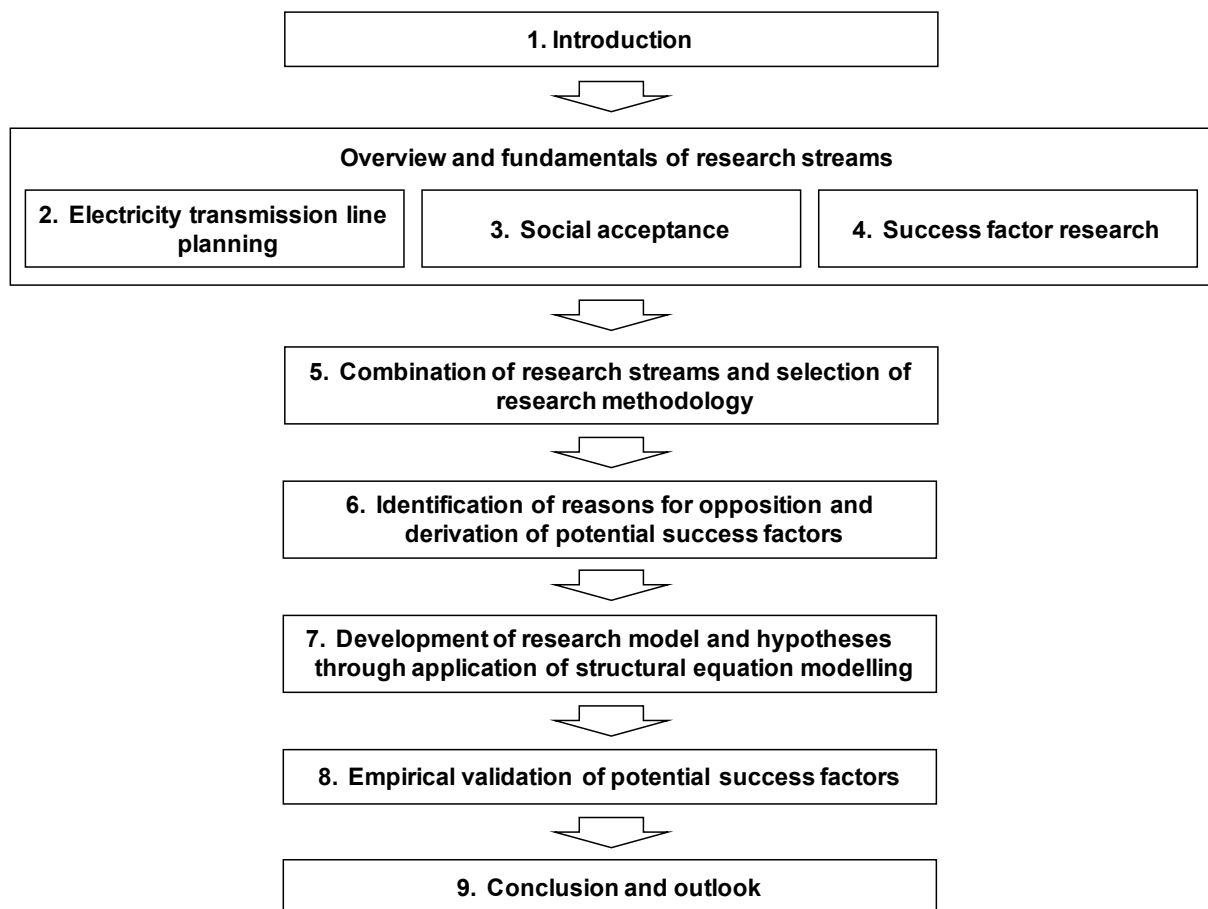 1. Introduction
Overview and fundamentals of research streams
2. Electricity transmission line
planning
3. Social acceptance
4. Success factor research
5. Combination of research streams and selection of
research methodology
6. Identification of reasons for opposition and
derivation of potential success factors
7. Development of research model and hypotheses
through application of structural equation modelling
8. Empirical validation of potential success factors
9. Conclusion and outlook